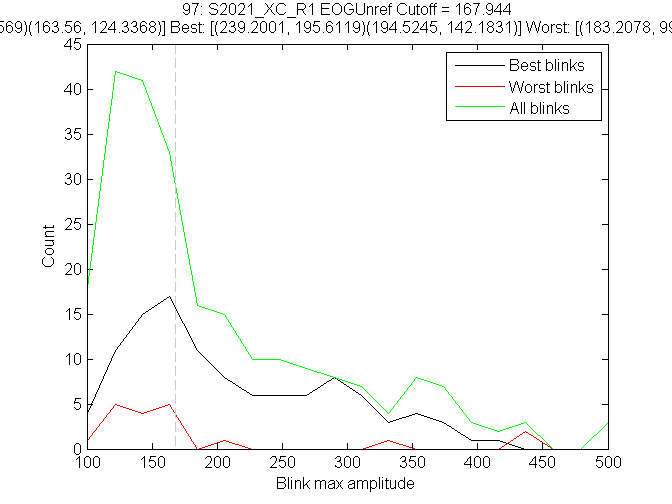 97: S2021_XC_R1 EOGUnref Cutoff = 167.944
569)(163.56, 124.3368)] Best: [(239.2001, 195.6119)(194.5245, 142.1831)] Worst: [(183.2078, 99
Best blinks
Worst blinks
All blinks
45
40
35
30
25
20
15
10
5
0
Count
100 150 200 250 300 350 400 450 500
Blink max amplitude